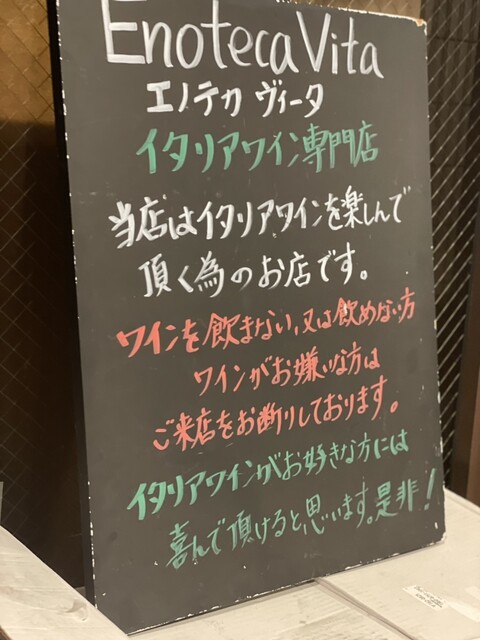 Enoteca Vita
エノテカ ヴィータ
イタリアワイン専門店
当店はイタリアワインを楽しんで
頂く為のお店です。
ワインを飲まない、又は飲めない方
ワインがお嫌いな方は
ご来店をお断りしております。
イタリアワインがお好きな方には
喜んで頂けると思います。是非!